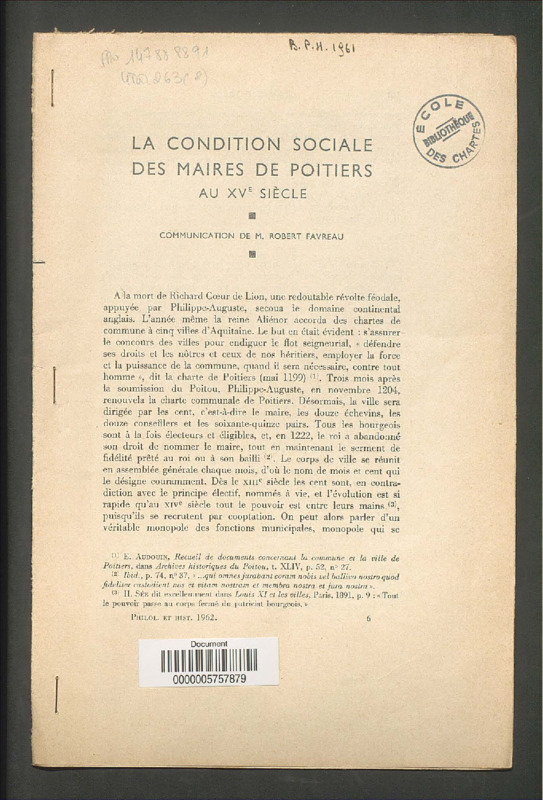 PPN 147889891
B.P.H. 1961
ÉCOLE
BIBLIOTHÈQUE
DES CHARTES
LA CONDITION SOCIALE
DES MAIRES DE POITIERS
AU XVE SIÈCLE
COMMUNICATION DE M. ROBERT FAVREAU
A la mort de Richard Cœur de Lion, une redoutable révolte féodale,
appuyée par Philippe-Auguste, secoua le domaine continental
anglais. L'année même la reine Aliénor accorda des chartes de
commune à cinq villes d'Aquitaine. Le but en était évident : s'assurer
le concours des villes pour endiguer le flot seigneurial, « défendre
ses droits et les nôtres et ceux de nos héritiers, employer la force
et la puissance de la commune, quand il sera nécessaire, contre tout
homme », dit la charte de Poitiers (mai 1199) (1). Trois mois après
la soumission du Poitou, Philippe-Auguste, en novembre 1204,
renouvela la charte communale de Poitiers. Désormais, la ville sera
dirigée par les cent, c'est-à-dire le maire, les douze échevins, les
douze conseillers et les soixante-quinze pairs. Tous les bourgeois
sont à la fois électeurs et éligibles, et, en 1222, le roi a abandonné
son droit de nommer le maire, tout en maintenant le serment de
fidélité prêté au roi ou à son bailli (2). Le corps de ville se réunit
en assemblée générale chaque mois, d'où le nom de mois et cent qui
le désigne couramment. Dès le XIIIe siècle les cent sont, en contra-
diction avec le principe électif, nommés à vie, et l'évolution est si
rapide qu'au XIVe siècle tout le pouvoir est entre leurs mains (3),
puisqu'ils se recrutent par cooptation. On peut alors parler d'un
véritable monopole des fonctions municipales, monopole qui se
(1) E. AUDOUIN, Recueil de documents concernant la commune et la ville de
Poitiers, dans Archives historiques du Poitou, t. XLIV, p. 52, n° 27.
(2) Ibid., p. 74, n° 37, « ...qui omnes jurabunt coram nobis vel ballivo nostro quod
fideliter custodient nos et vitam nostram et membra nostra et jura nostra ».
(3) H. SÉE dit excellemment dans Louis XI et les villes, Paris, 1891, p. 9 : « Tout
le pouvoir passe au corps fermé du patriciat bourgeois. »
PHILOL. ET HIST. 1962.
6
Document
0000005757879